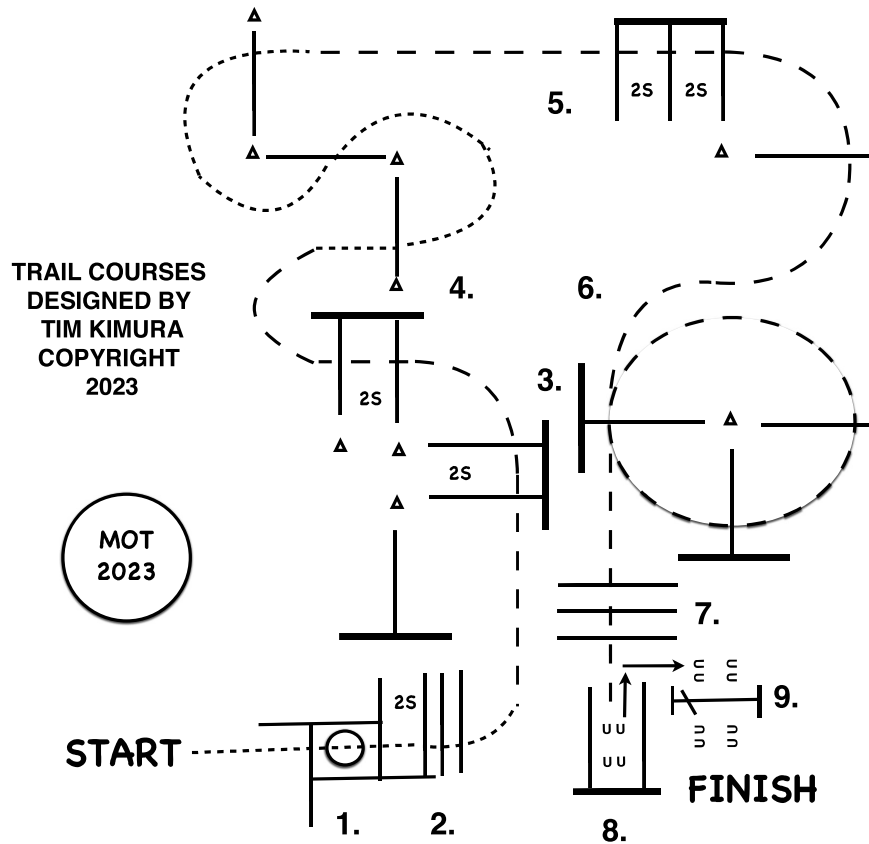 5.
2S 2S
TRAIL COURSES
DESIGNED BY
TIM KIMURA
COPYRIGHT
2023
4.
6.
3.
2S
2S
MOT
2023
7.
2S
9.
START
FINISH
1.
2.
8.